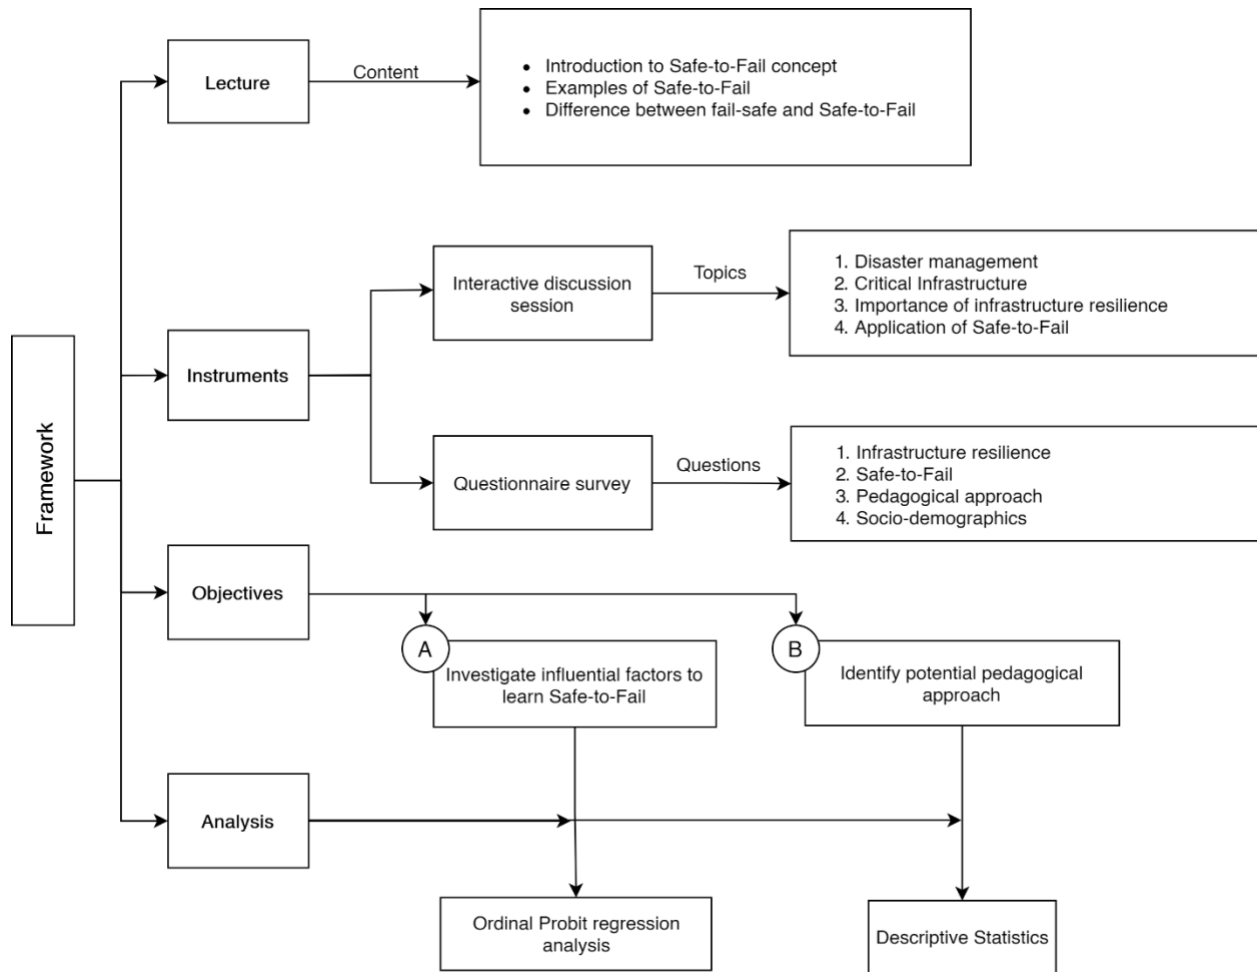 Lecture
Content
• Introduction to Safe-to-Fail concept
• Examples of Safe-to-Fail
• Difference between fail-safe and Safe-to-Fail
Framework
Instruments
Interactive discussion
session
Topics
1. Disaster management
2. Critical Infrastructure
3. Importance of infrastructure resilience
4. Application of Safe-to-Fail
Questionnaire survey
Questions
1. Infrastructure resilience
2. Safe-to-Fail
3. Pedagogical approach
4. Socio-demographics
Objectives
A
Investigate influential factors to
learn Safe-to-Fail
B
Identify potential pedagogical
approach
Analysis
Ordinal Probit regression
analysis
Descriptive Statistics